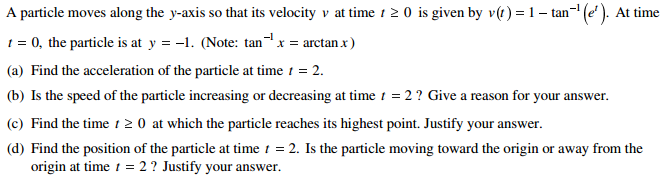 A particle moves along the y-axis so that its velocity v at time t ≥ 0 is given by v(t) = 1 − tan⁻¹(eᵗ). At time
t = 0, the particle is at y = −1. (Note: tan⁻¹ x = arctan x)
(a) Find the acceleration of the particle at time t = 2.
(b) Is the speed of the particle increasing or decreasing at time t = 2 ? Give a reason for your answer.
(c) Find the time t ≥ 0 at which the particle reaches its highest point. Justify your answer.
(d) Find the position of the particle at time t = 2. Is the particle moving toward the origin or away from the
origin at time t = 2 ? Justify your answer.